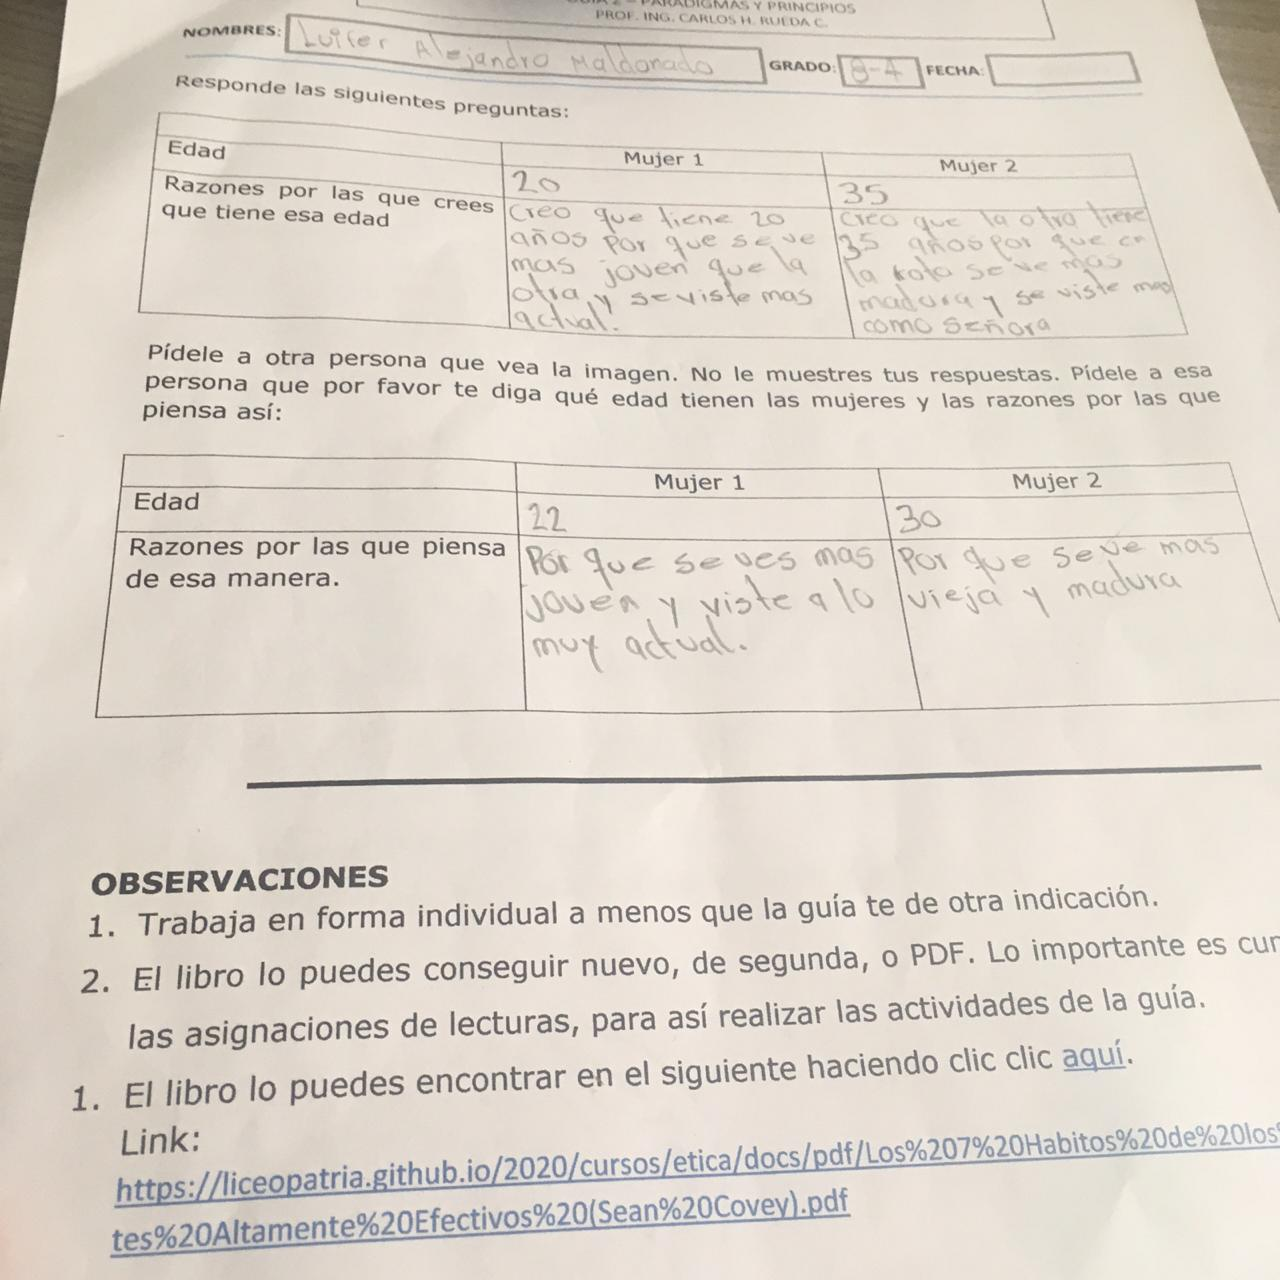 PARADIGMAS Y PRINCIPIOS
PROF. ING. CARLOS H. RUEDA C.
NOMBRES: Luifer Alejandro Maldonado GRADO: 8-4 FECHA:
Responde las siguientes preguntas:
Mujer 1 Mujer 2
Edad 20 35
Razones por las que crees
que tiene esa edad
Creo que tiene 20
años por que se ve
mas joven que la
otra y se viste mas
actual.
Creo que la otra tiene
35 años por que en
la foto se ve mas
madura y se viste mas
como señora
Pídele a otra persona que vea la imagen. No le muestres tus respuestas. Pídele a esa
persona que por favor te diga qué edad tienen las mujeres y las razones por las que
piensa así:
Mujer 1 Mujer 2
Edad 22 30
Razones por las que piensa
de esa manera.
Por que se ves mas
joven y viste a lo
muy actual.
Por que se ve mas
vieja y madura
OBSERVACIONES
1. Trabaja en forma individual a menos que la guía te de otra indicación.
2. El libro lo puedes conseguir nuevo, de segunda, o PDF. Lo importante es
las asignaciones de lecturas, para así realizar las actividades de la guía.
1. El libro lo puedes encontrar en el siguiente haciendo clic clic aquí.
Link:
https://liceopatria.github.io/2020/cursos/etica/docs/pdf/Los%207%20Habitos%20de%20los%
tes%20Altamente%20Efectivos%20(Sean%20Covey).pdf